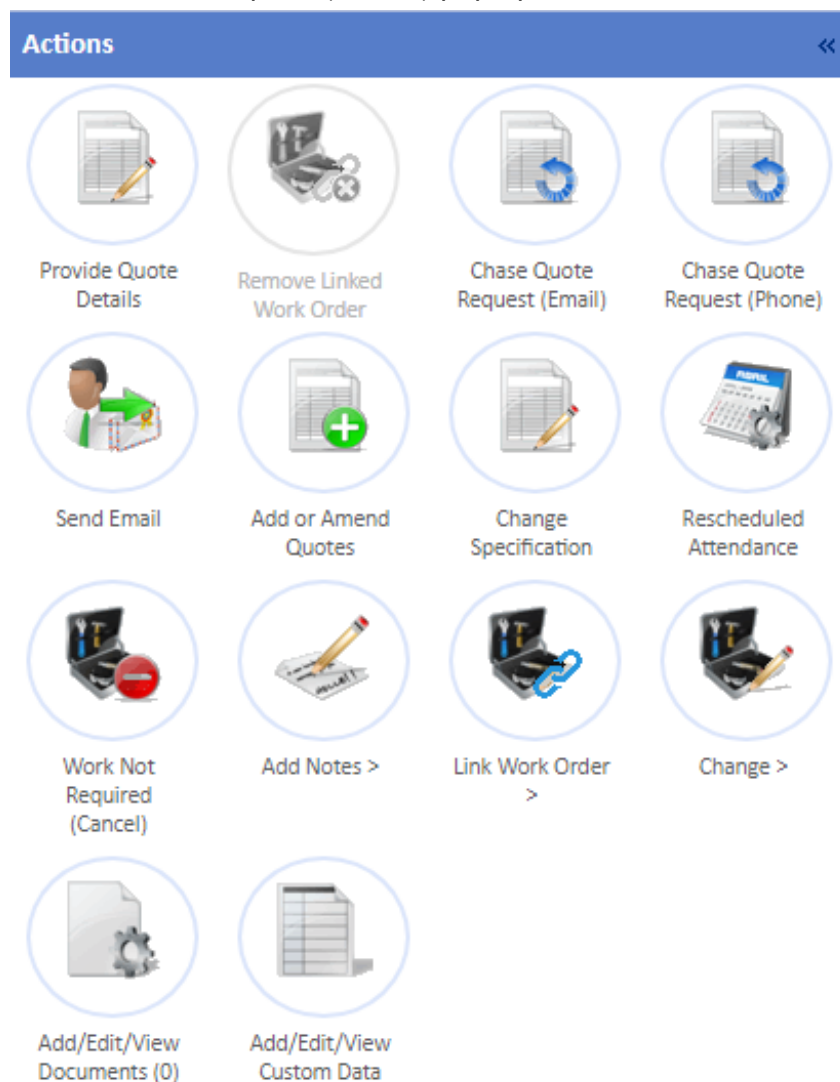 Actions «
Provide Quote
Details
Remove Linked
Work Order
Chase Quote
Request (Email)
Chase Quote
Request (Phone)
Send Email
Add or Amend
Quotes
Change
Specification
Rescheduled
Attendance
Work Not
Required
(Cancel)
Add Notes >
Link Work Order
>
Change >
Add/Edit/View
Documents (0)
Add/Edit/View
Custom Data